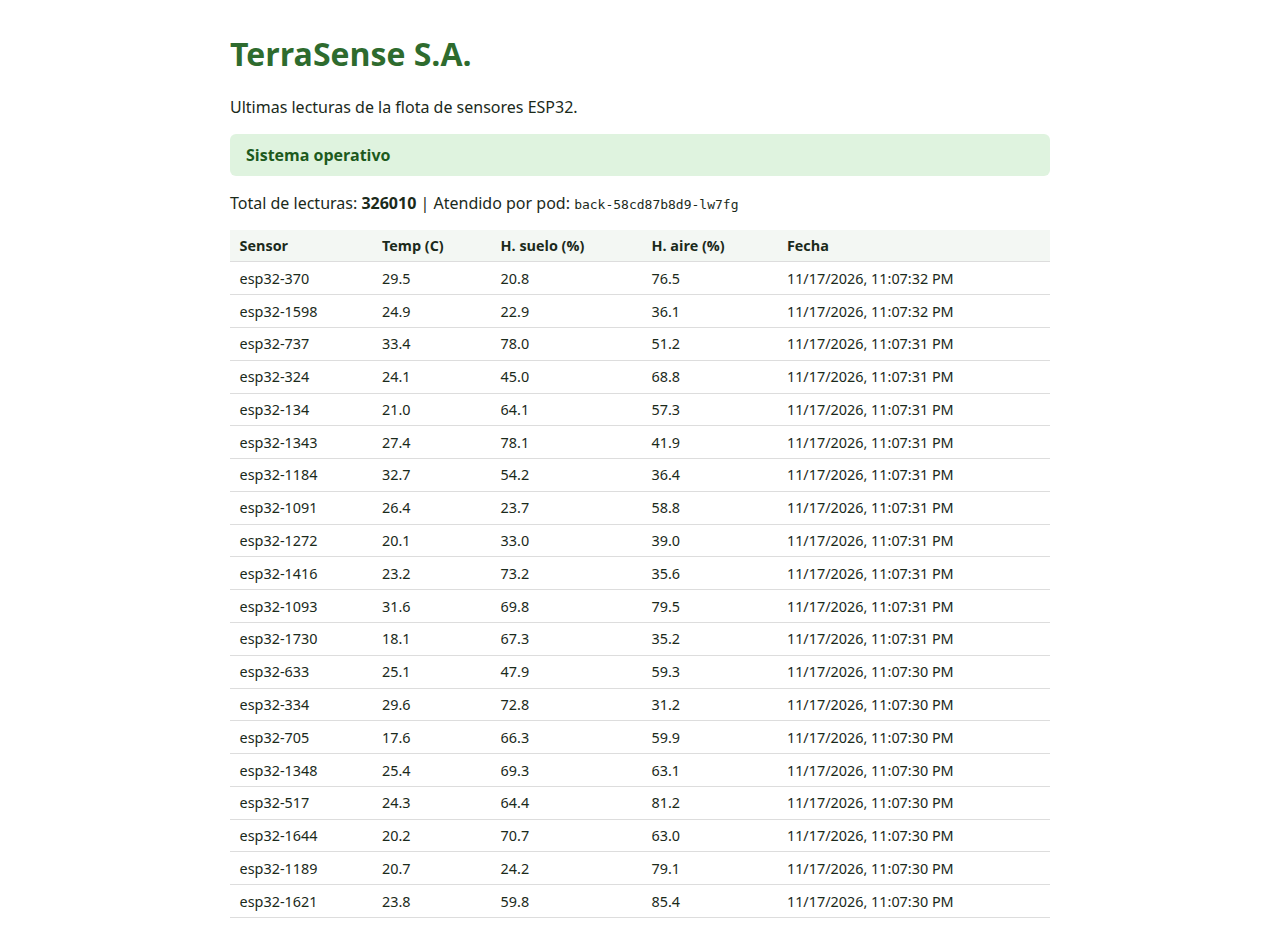 TerraSense S.A.
Ultimas lecturas de la flota de sensores ESP32.
Sistema operativo
Total de lecturas: 326010 | Atendido por pod: back-58cd87b8d9-lw7fg
Sensor Temp (C) H. suelo (%) H. aire (%) Fecha
esp32-370 29.5 20.8 76.5 11/17/2026, 11:07:32 PM
esp32-1598 24.9 22.9 36.1 11/17/2026, 11:07:32 PM
esp32-737 33.4 78.0 51.2 11/17/2026, 11:07:31 PM
esp32-324 24.1 45.0 68.8 11/17/2026, 11:07:31 PM
esp32-134 21.0 64.1 57.3 11/17/2026, 11:07:31 PM
esp32-1343 27.4 78.1 41.9 11/17/2026, 11:07:31 PM
esp32-1184 32.7 54.2 36.4 11/17/2026, 11:07:31 PM
esp32-1091 26.4 23.7 58.8 11/17/2026, 11:07:31 PM
esp32-1272 20.1 33.0 39.0 11/17/2026, 11:07:31 PM
esp32-1416 23.2 73.2 35.6 11/17/2026, 11:07:31 PM
esp32-1093 31.6 69.8 79.5 11/17/2026, 11:07:31 PM
esp32-1730 18.1 67.3 35.2 11/17/2026, 11:07:31 PM
esp32-633 25.1 47.9 59.3 11/17/2026, 11:07:30 PM
esp32-334 29.6 72.8 31.2 11/17/2026, 11:07:30 PM
esp32-705 17.6 66.3 59.9 11/17/2026, 11:07:30 PM
esp32-1348 25.4 69.3 63.1 11/17/2026, 11:07:30 PM
esp32-517 24.3 64.4 81.2 11/17/2026, 11:07:30 PM
esp32-1644 20.2 70.7 63.0 11/17/2026, 11:07:30 PM
esp32-1189 20.7 24.2 79.1 11/17/2026, 11:07:30 PM
esp32-1621 23.8 59.8 85.4 11/17/2026, 11:07:30 PM